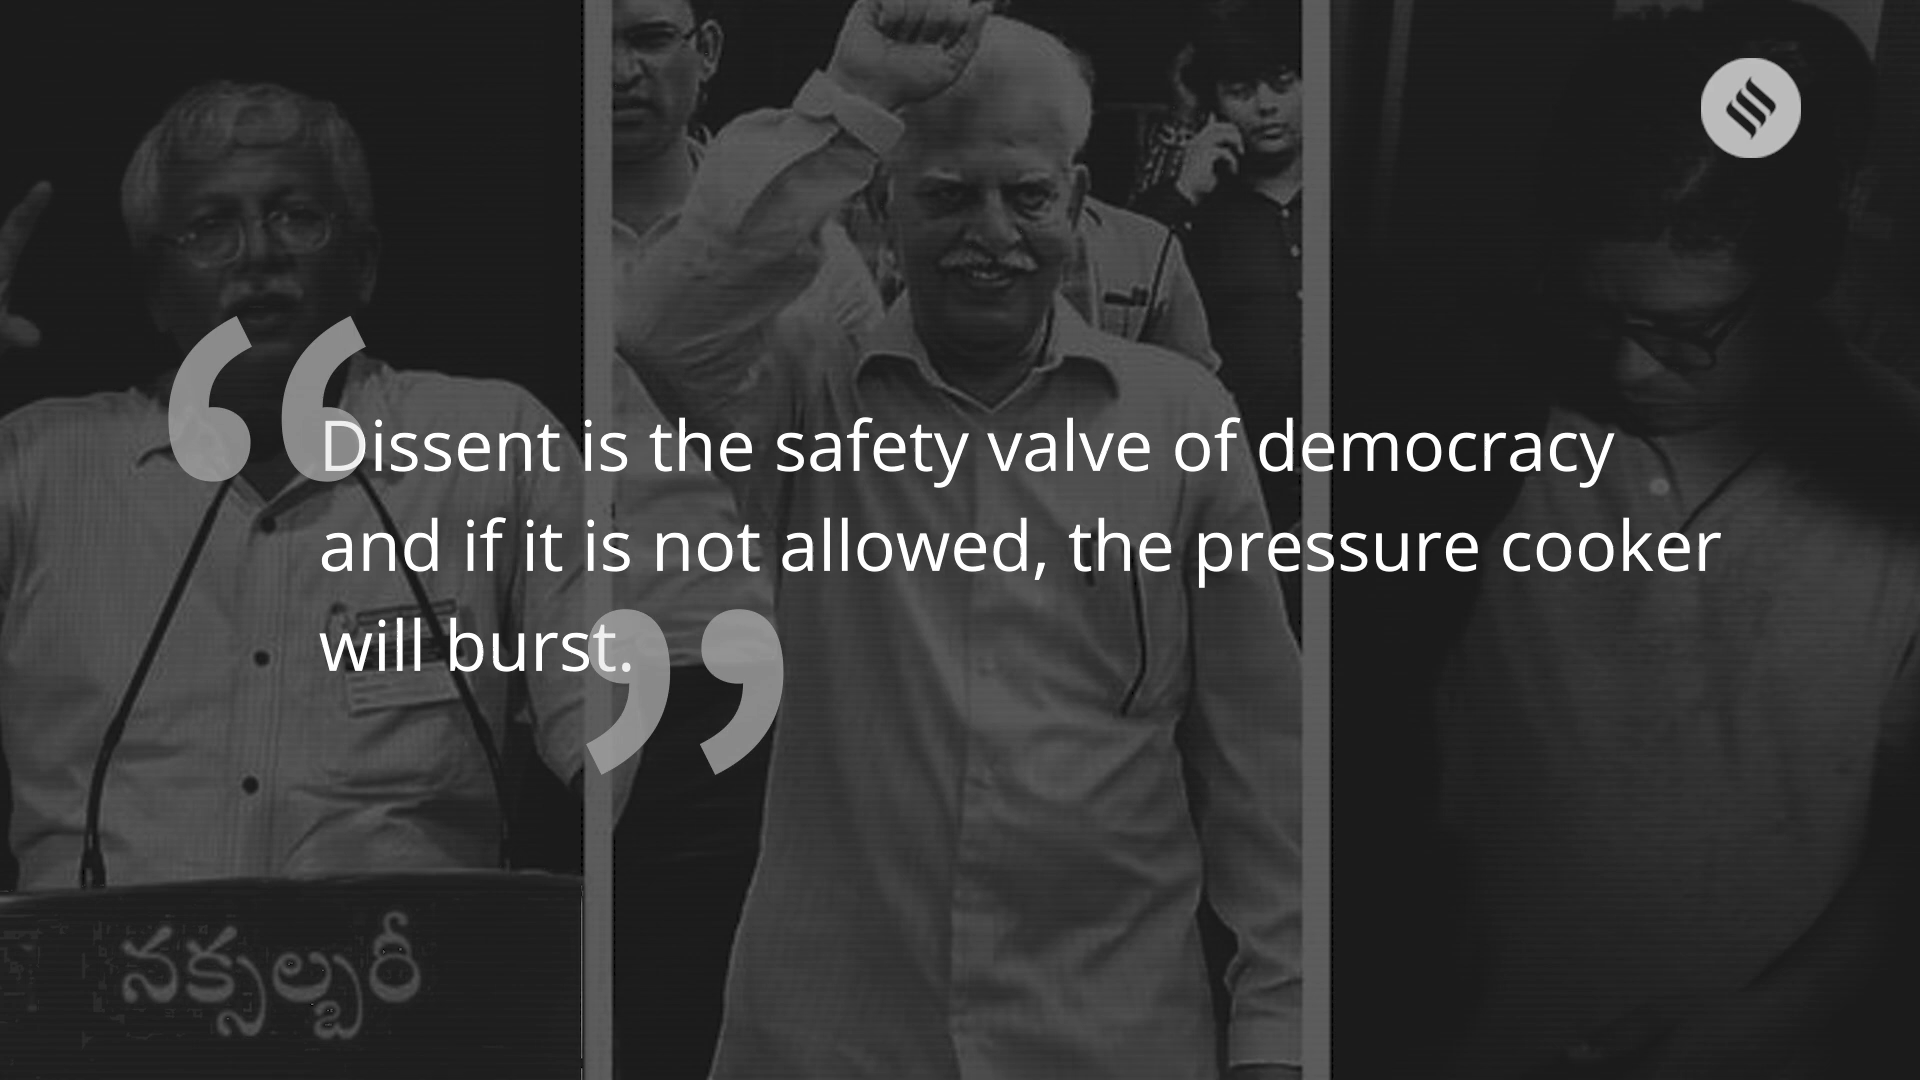 “Dissent is the safety valve of democracy
and if it is not allowed, the pressure cooker
will burst.”
నక్సల్బరీ